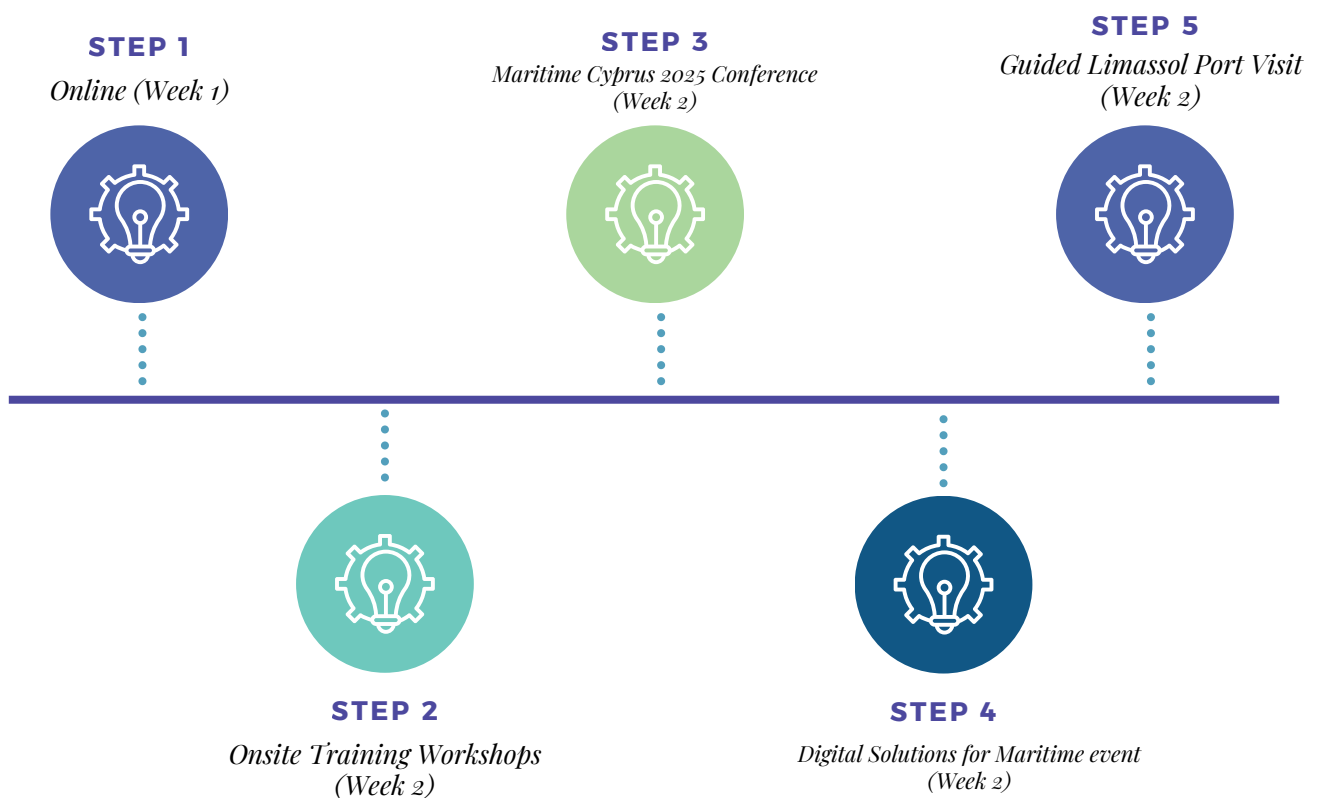 STEP 1
Online (Week 1)
STEP 2
Onsite Training Workshops
(Week 2)
STEP 3
Maritime Cyprus 2025 Conference
(Week 2)
STEP 4
Digital Solutions for Maritime event
(Week 2)
STEP 5
Guided Limassol Port Visit
(Week 2)